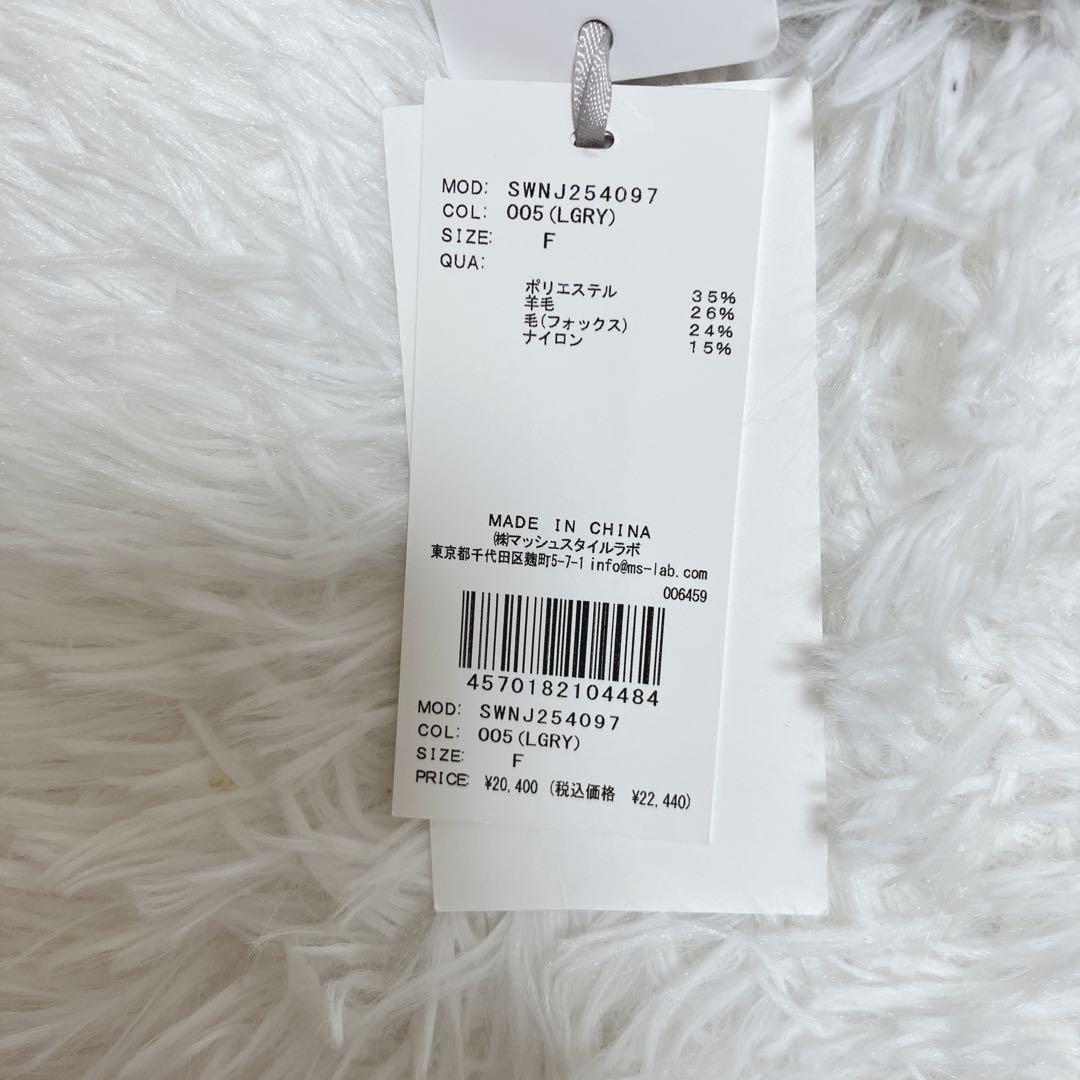 MOD: SWNJ254097
COL: 005(LGRY)
SIZE: F
QUA:
ポリエステル 35%
羊毛 26%
毛(フォックス) 24%
ナイロン 15%
MADE IN CHINA
㈱マッシュスタイルラボ
東京都千代田区麹町5-7-1 info@ms-lab.com
006459
4570182104484
MOD: SWNJ254097
COL: 005(LGRY)
SIZE: F
PRICE: ¥20,400 (税込価格 ¥22,440)